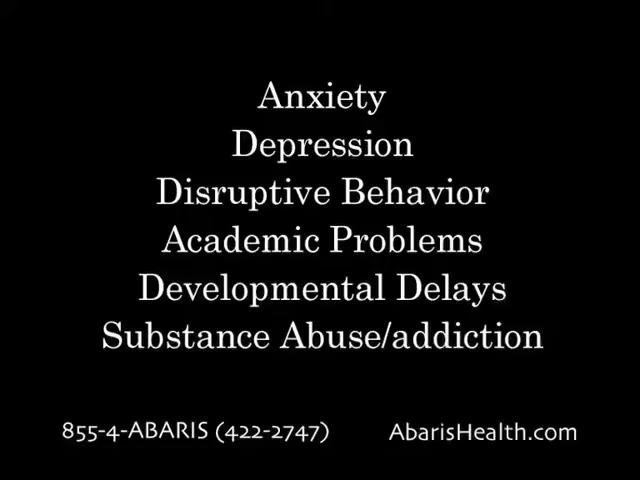 Anxiety
Depression
Disruptive Behavior
Academic Problems
Developmental Delays
Substance Abuse/addiction
855-4-ABARIS (422-2747) AbarisHealth.com